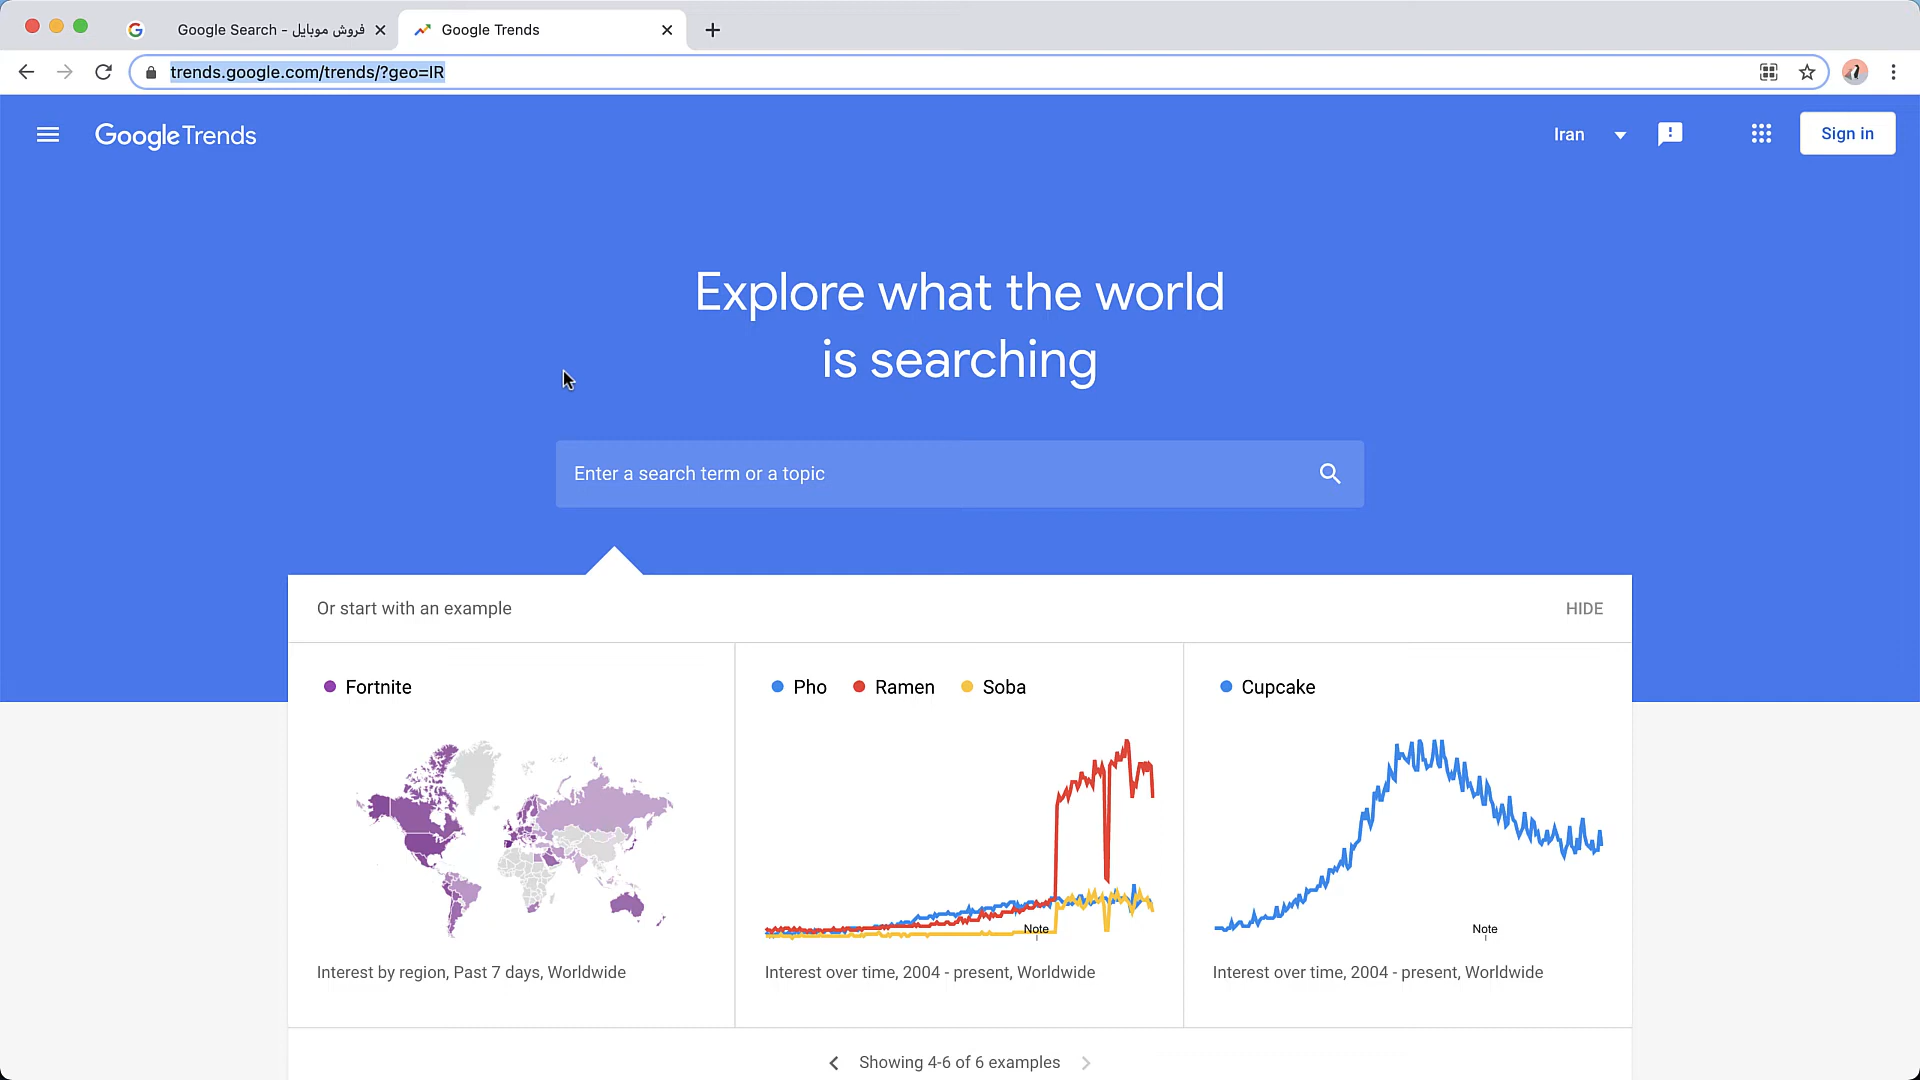 فروش موبایل - Google Search
Google Trends
trends.google.com/trends/?geo=IR
Google Trends
Iran
Sign in
Explore what the world
is searching
Enter a search term or a topic
Or start with an example
HIDE
Fortnite
Pho
Ramen
Soba
Cupcake
Note
Note
Interest by region, Past 7 days, Worldwide
Interest over time, 2004 - present, Worldwide
Interest over time, 2004 - present, Worldwide
Showing 4-6 of 6 examples